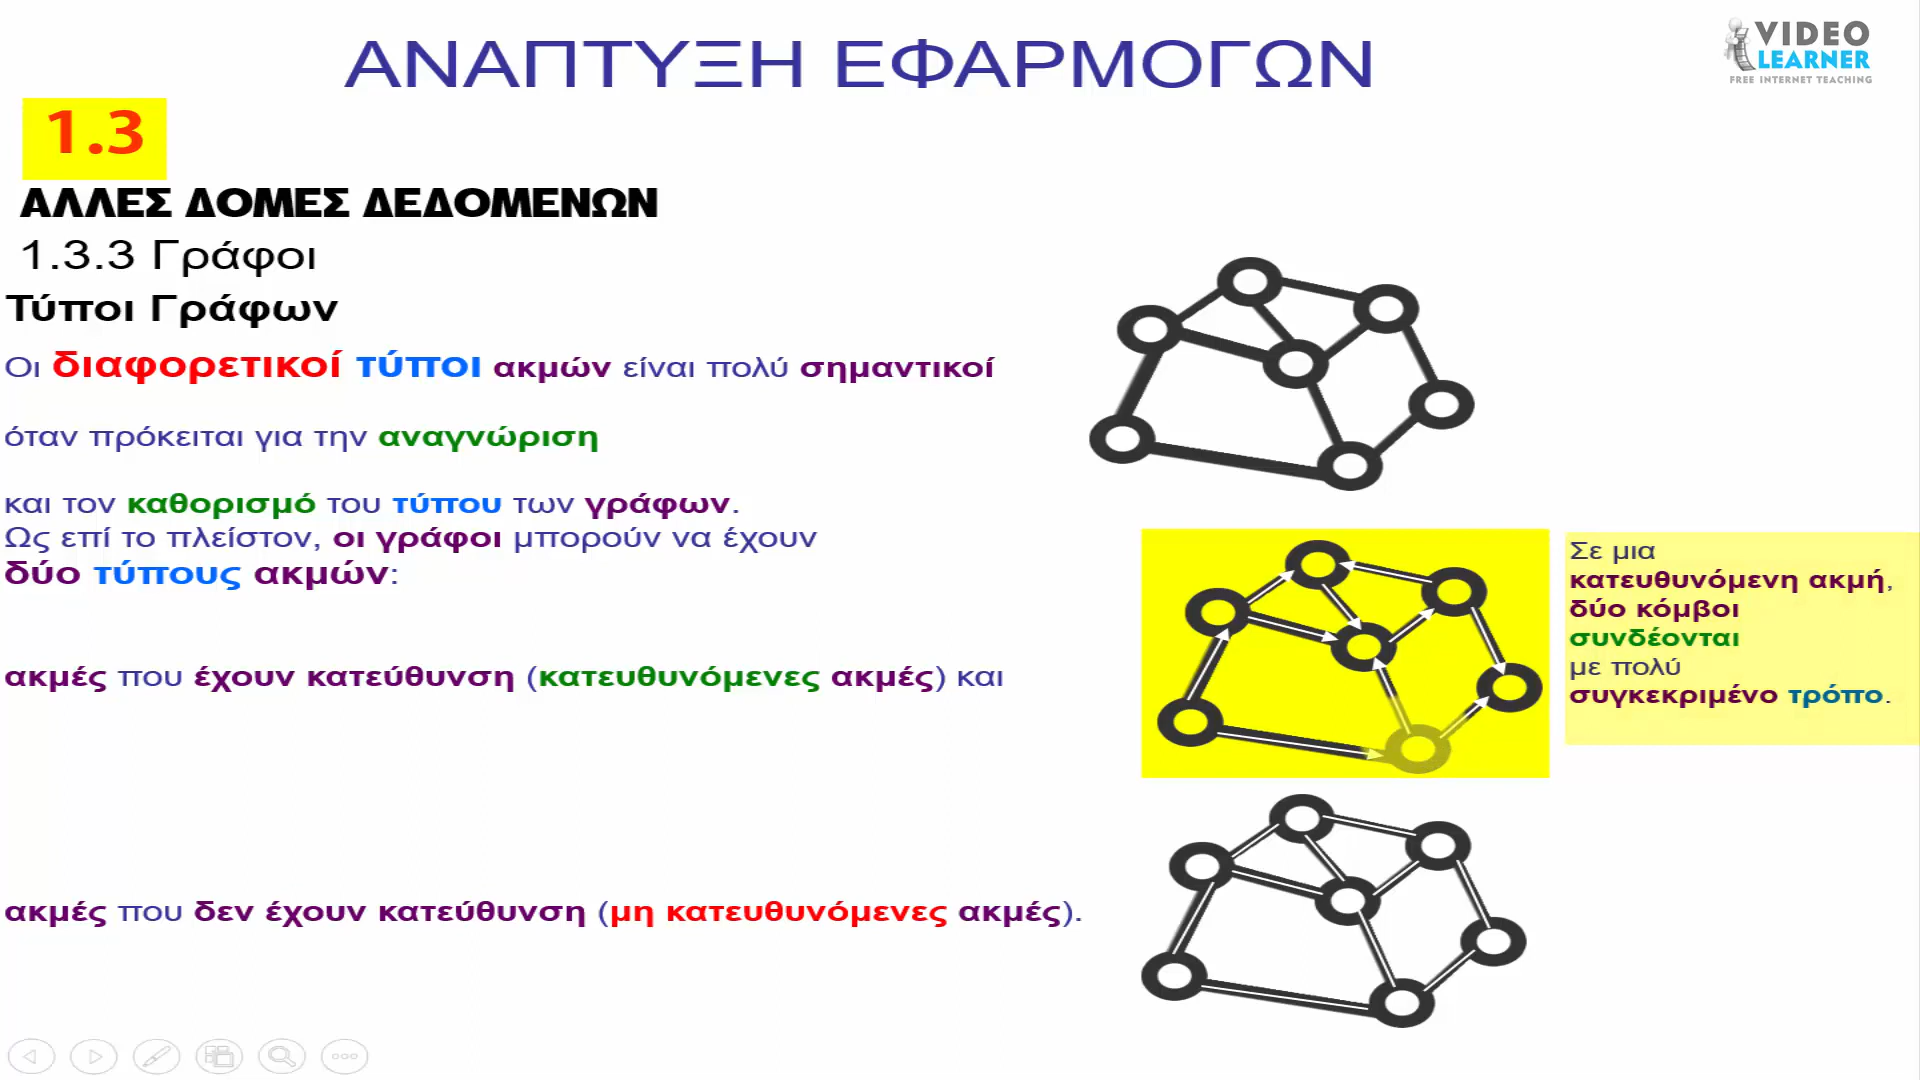 ΑΝΑΠΤΥΞΗ ΕΦΑΡΜΟΓΩΝ
VIDEO
LEARNER
FREE INTERNET TEACHING
1.3
ΑΛΛΕΣ ΔΟΜΕΣ ΔΕΔΟΜΕΝΩΝ
1.3.3 Γράφοι
Τύποι Γράφων
Οι διαφορετικοί τύποι ακμών είναι πολύ σημαντικοί
όταν πρόκειται για την αναγνώριση
και τον καθορισμό του τύπου των γράφων.
Ως επί το πλείστον, οι γράφοι μπορούν να έχουν
δύο τύπους ακμών:
ακμές που έχουν κατεύθυνση (κατευθυνόμενες ακμές) και
ακμές που δεν έχουν κατεύθυνση (μη κατευθυνόμενες ακμές).
Σε μια
κατευθυνόμενη ακμή,
δύο κόμβοι
συνδέονται
με πολύ
συγκεκριμένο τρόπο.